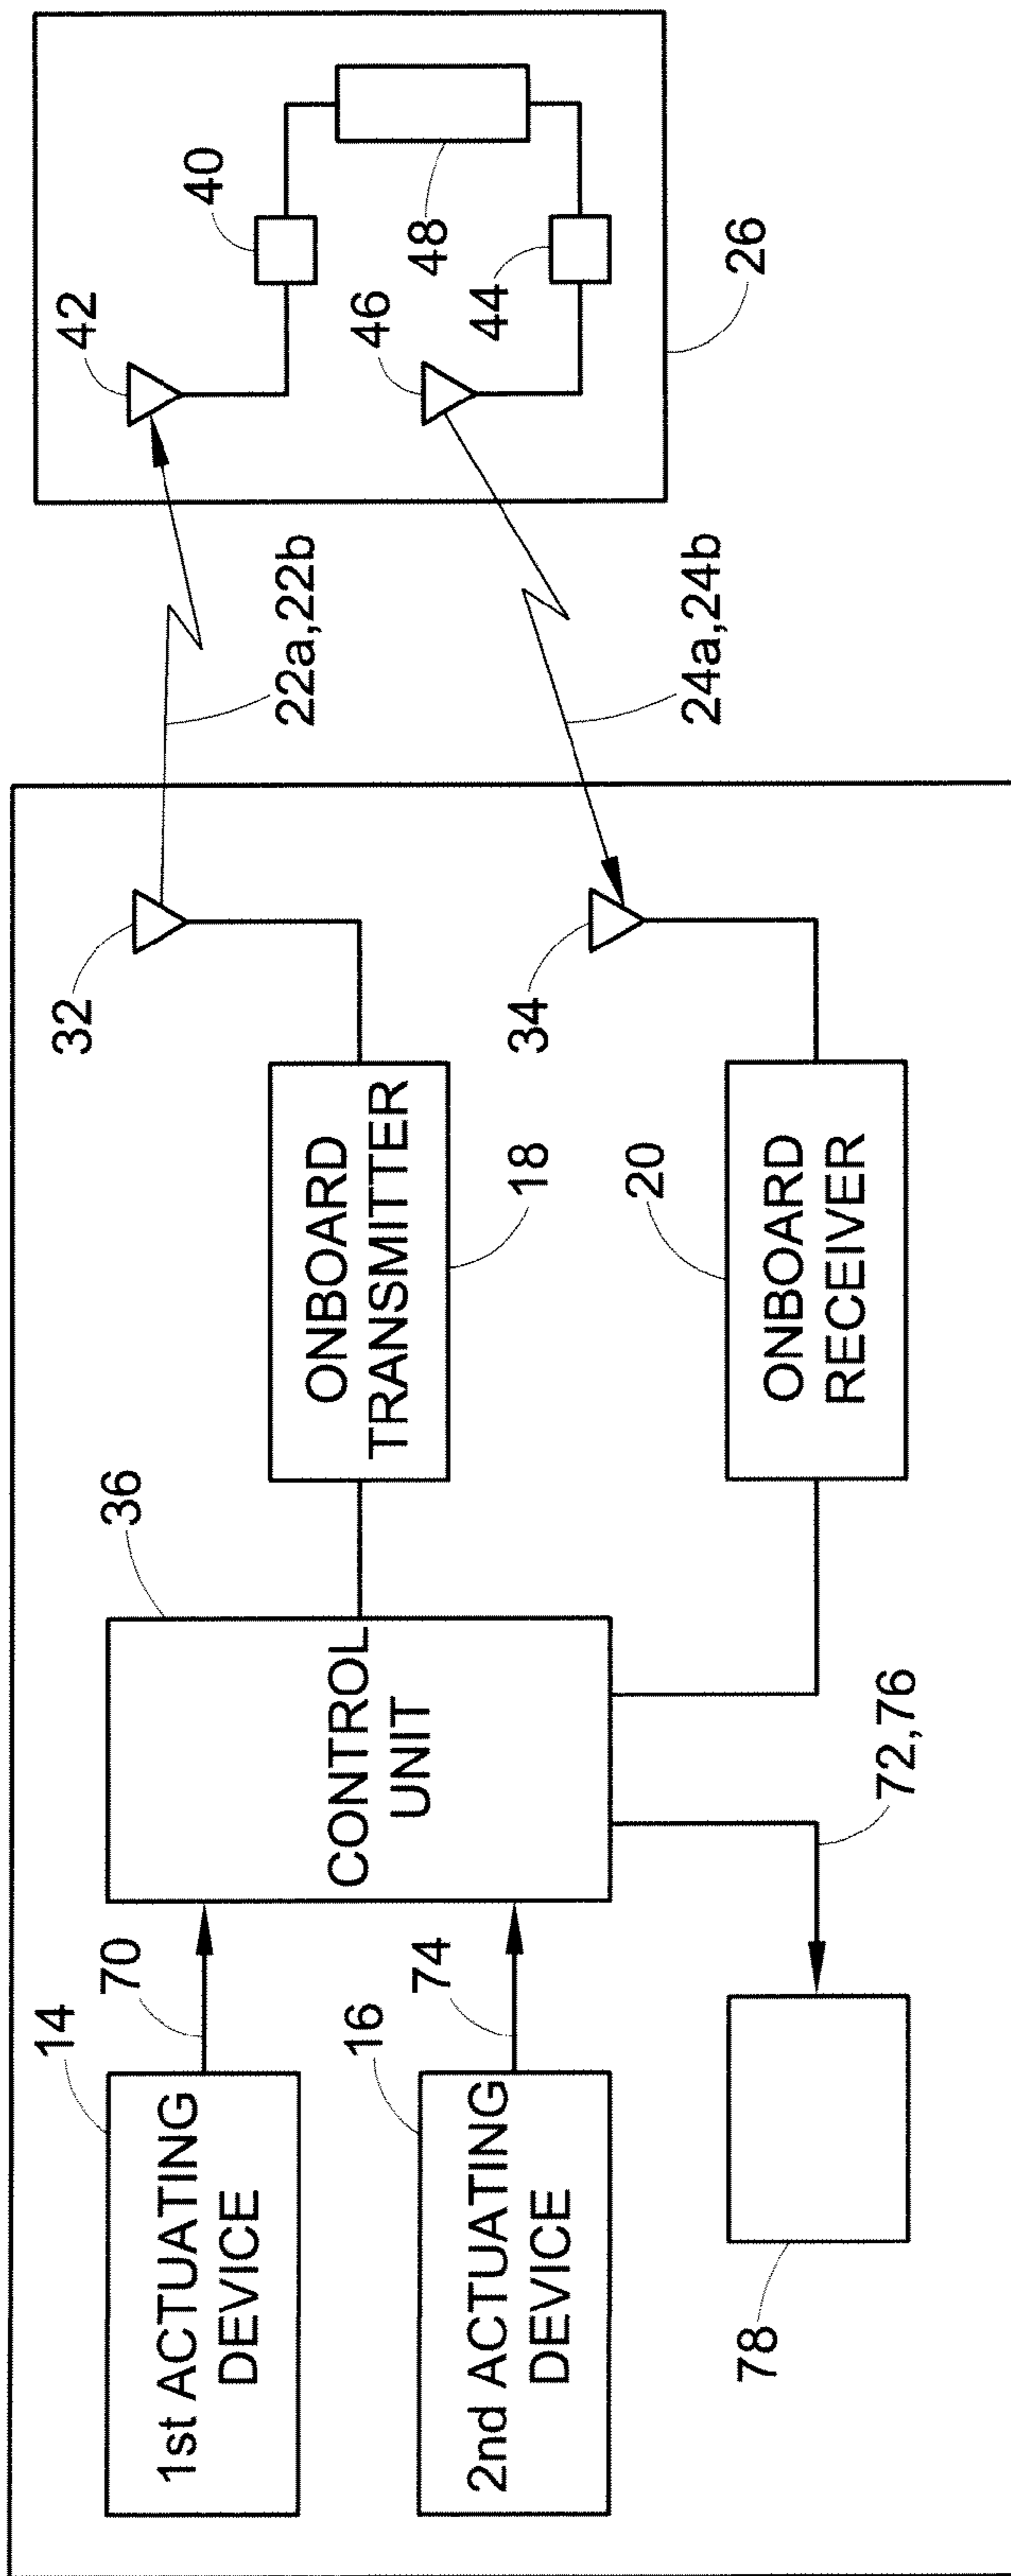 14
1st ACTUATING
DEVICE
70
16
2nd ACTUATING
DEVICE
74
36
CONTROL
UNIT
78
72,76
ONBOARD
TRANSMITTER
18
32
20
ONBOARD
RECEIVER
34
22a,22b
24a,24b
42
40
46
48
44
26